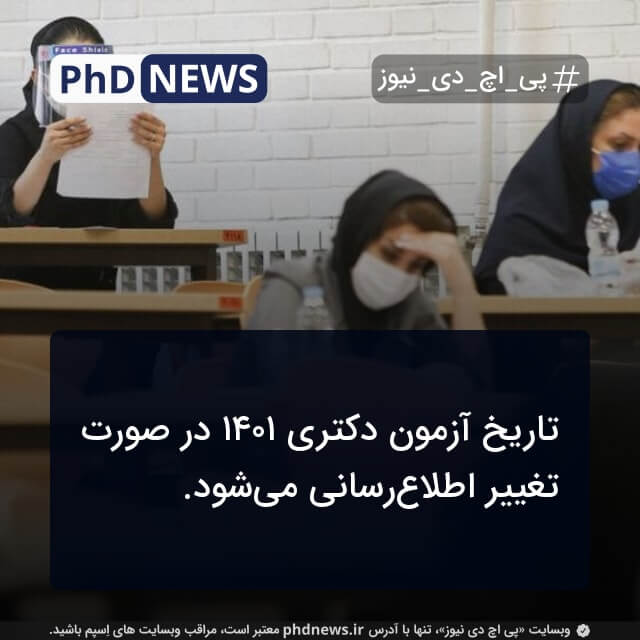 Face Shield
PhD NEWS
#پی_اچ_دی_نیوز
تاریخ آزمون دکتری ۱۴۰۱ در صورت
تغییر اطلاع‌رسانی می‌شود.
وبسایت «پی اچ دی نیوز»، تنها با آدرس phdnews.ir معتبر است، مراقب وبسایت های اِسپم باشید.